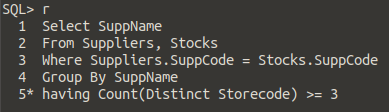 SQL> r
1 Select SuppName
2 From Suppliers, Stocks
3 Where Suppliers.SuppCode = Stocks.SuppCode
4 Group By SuppName
5* having Count(Distinct Storecode) >= 3